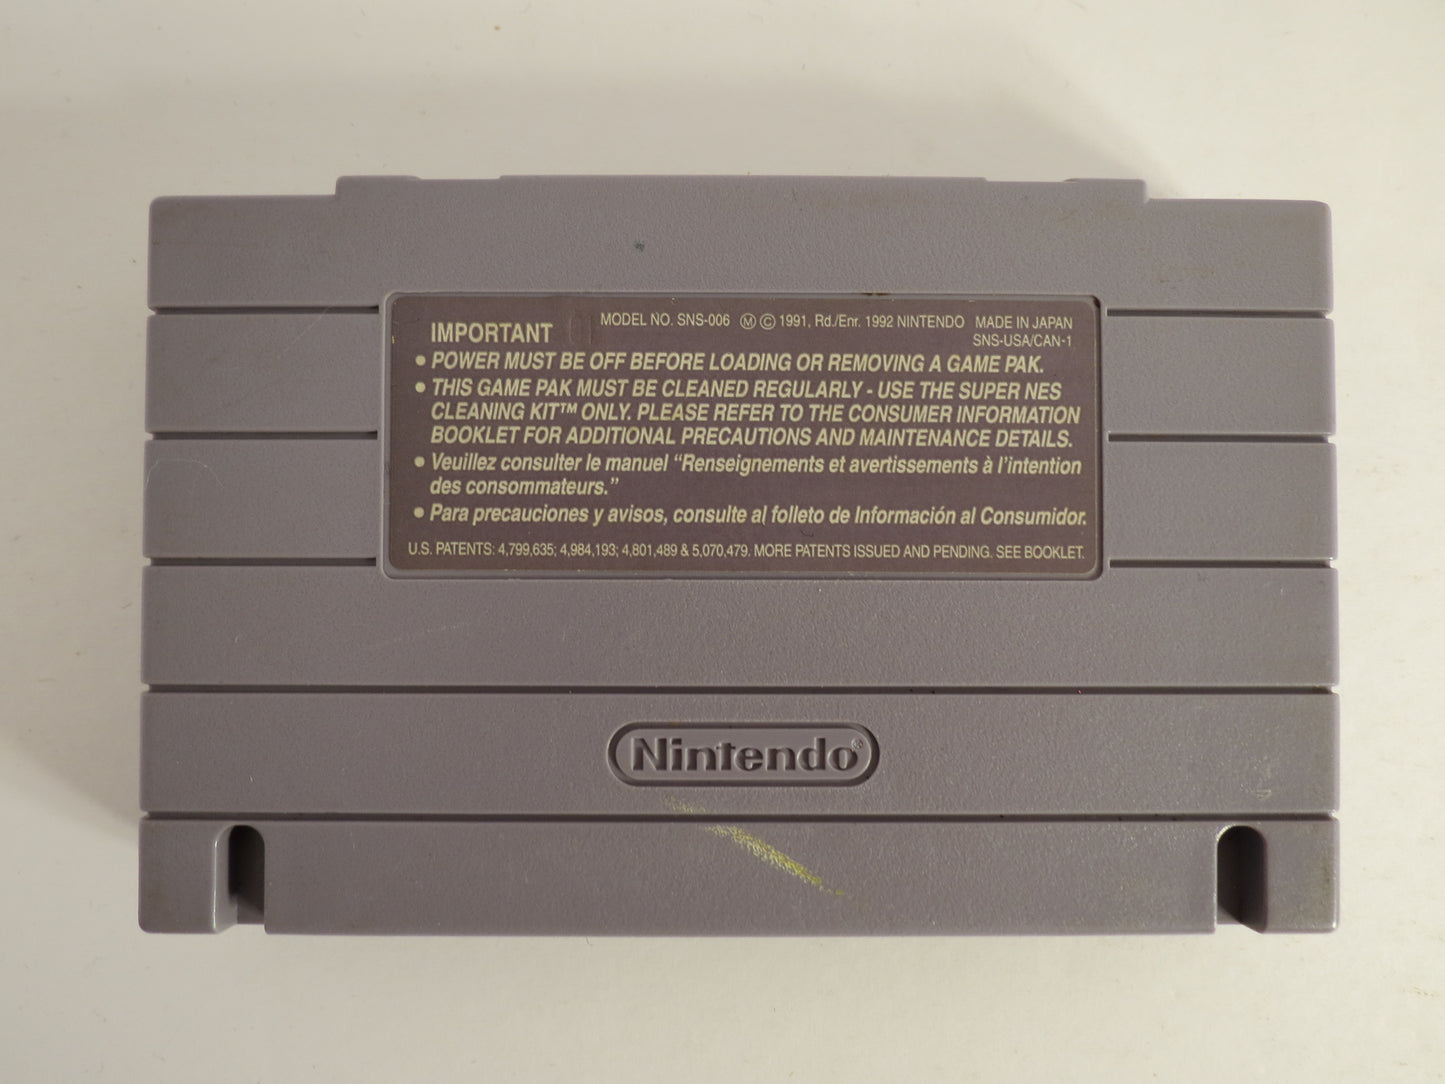 IMPORTANT MODEL NO. SNS-006 Ⓜ © 1991, Rd./Enr. 1992 NINTENDO MADE IN JAPAN
SNS-USA/CAN-1
• POWER MUST BE OFF BEFORE LOADING OR REMOVING A GAME PAK.
• THIS GAME PAK MUST BE CLEANED REGULARLY - USE THE SUPER NES
CLEANING KIT™ ONLY. PLEASE REFER TO THE CONSUMER INFORMATION
BOOKLET FOR ADDITIONAL PRECAUTIONS AND MAINTENANCE DETAILS.
• Veuillez consulter le manuel “Renseignements et avertissements à l’intention
des consommateurs.”
• Para precauciones y avisos, consulte al folleto de Información al Consumidor.
U.S. PATENTS: 4,799,635; 4,984,193; 4,801,489 & 5,070,479. MORE PATENTS ISSUED AND PENDING. SEE BOOKLET.
Nintendo®